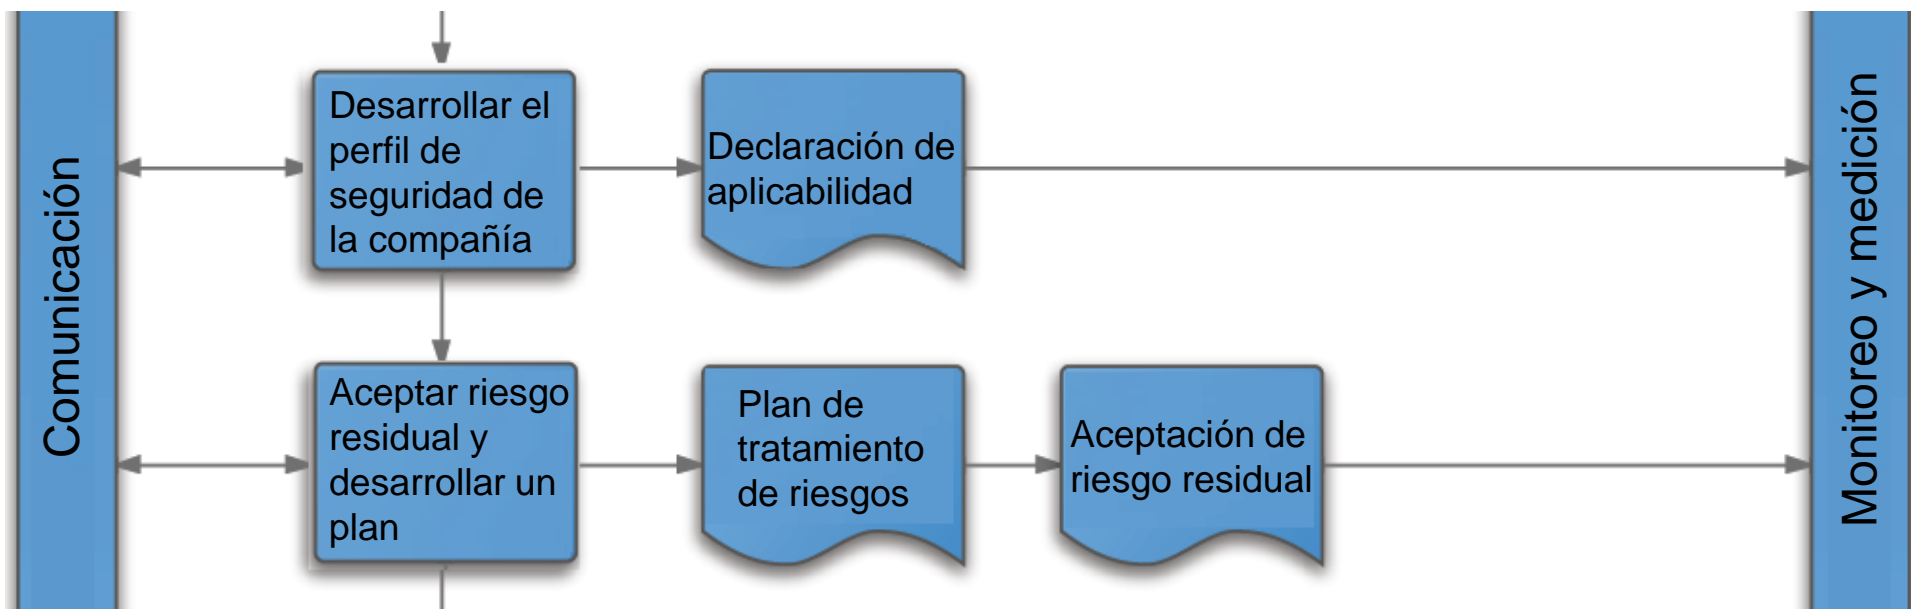 Comunicación
Desarrollar el
perfil de
seguridad de
la compañía
Declaración de
aplicabilidad
Aceptar riesgo
residual y
desarrollar un
plan
Plan de
tratamiento
de riesgos
Aceptación de
riesgo residual
Monitoreo y medición